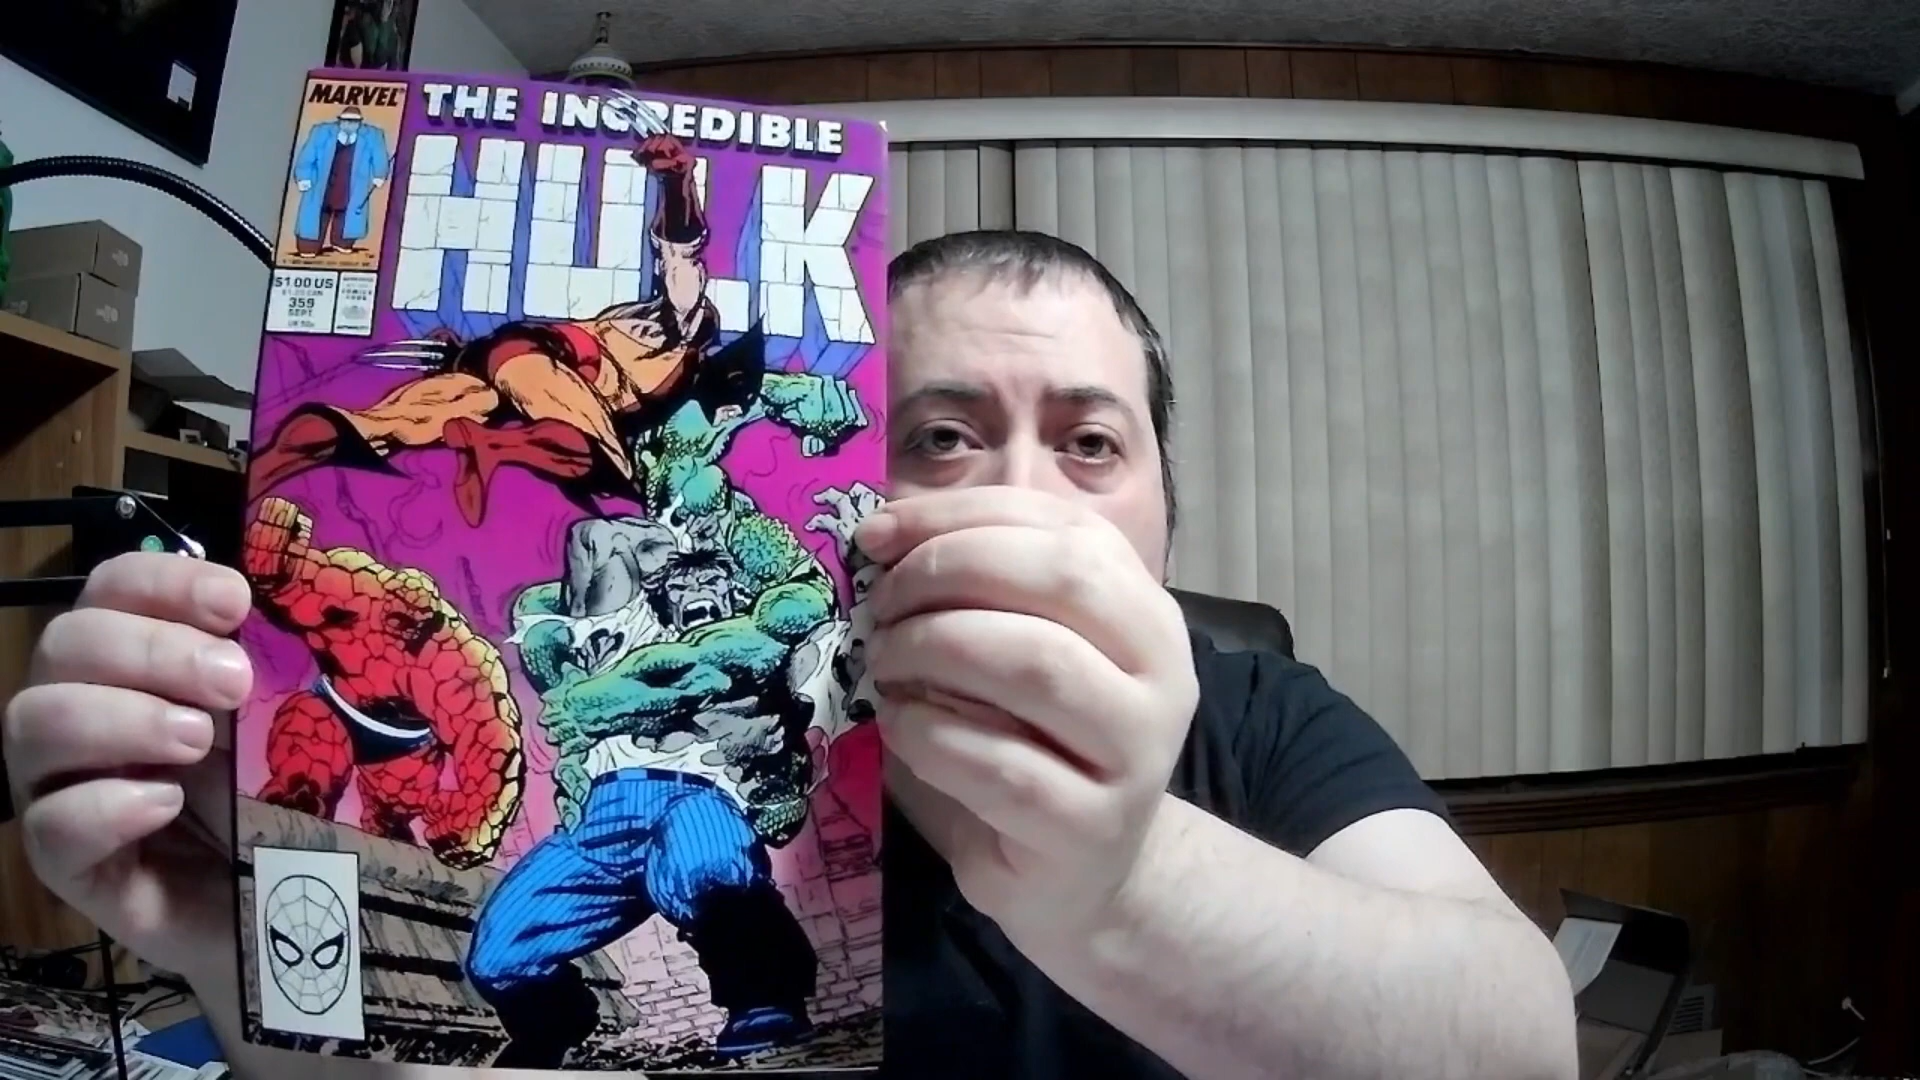 MARVEL
THE INCREDIBLE
HULK
$1.00 US
359
SEPT.